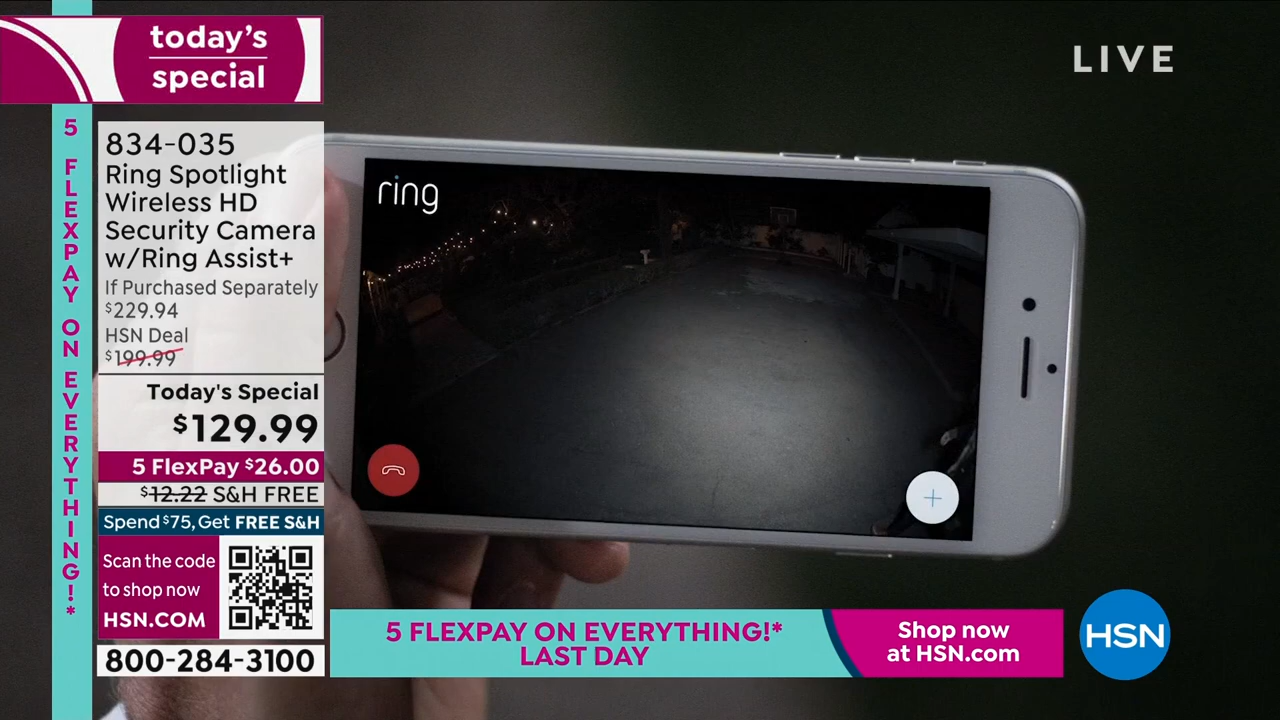 today's
special
LIVE
5 FLEXPAY ON EVERYTHING!*
834-035
Ring Spotlight
Wireless HD
Security Camera
w/Ring Assist+
If Purchased Separately
$229.94
HSN Deal
$199.99
Today's Special
$129.99
5 FlexPay $26.00
$12.22 S&H FREE
Spend $75, Get FREE S&H
Scan the code
to shop now
HSN.COM
800-284-3100
ring
5 FLEXPAY ON EVERYTHING!*
LAST DAY
Shop now
at HSN.com
HSN